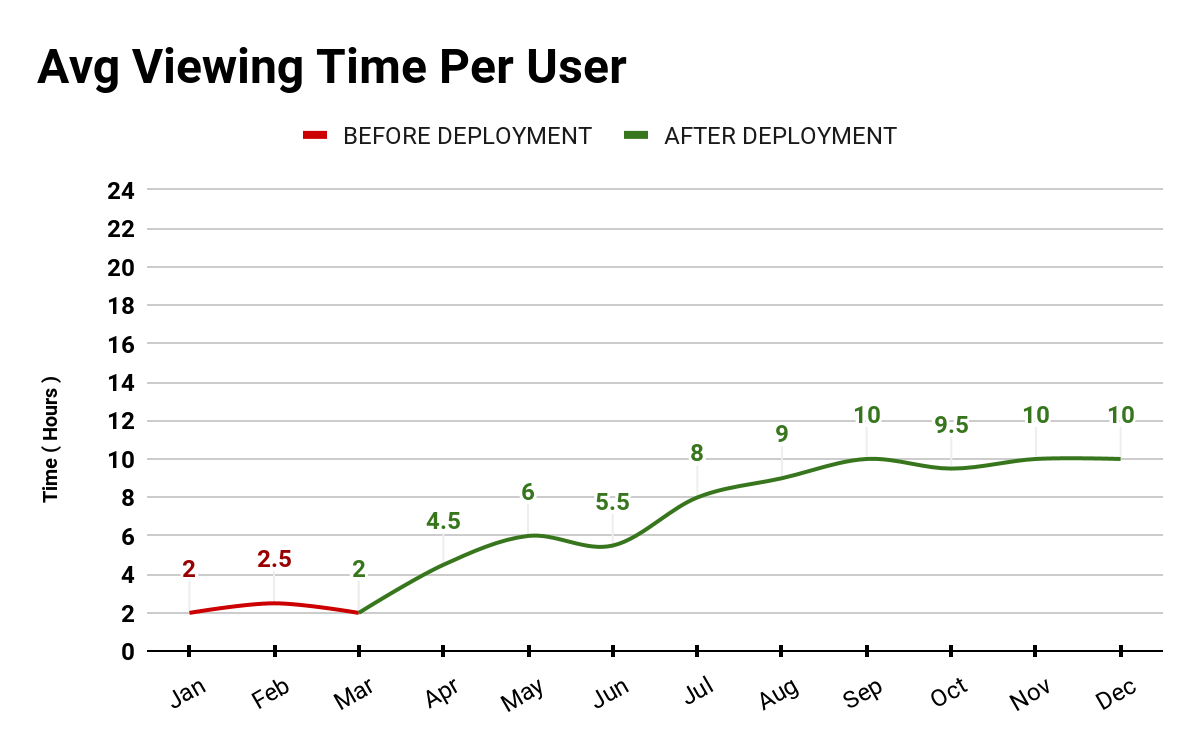 Avg Viewing Time Per User
BEFORE DEPLOYMENT AFTER DEPLOYMENT
Time ( Hours )
24
22
20
18
16
14
12
10
8
6
4
2
0
2 2.5 2 4.5 6 5.5 8 9 10 9.5 10 10
Jan Feb Mar Apr May Jun Jul Aug Sep Oct Nov Dec